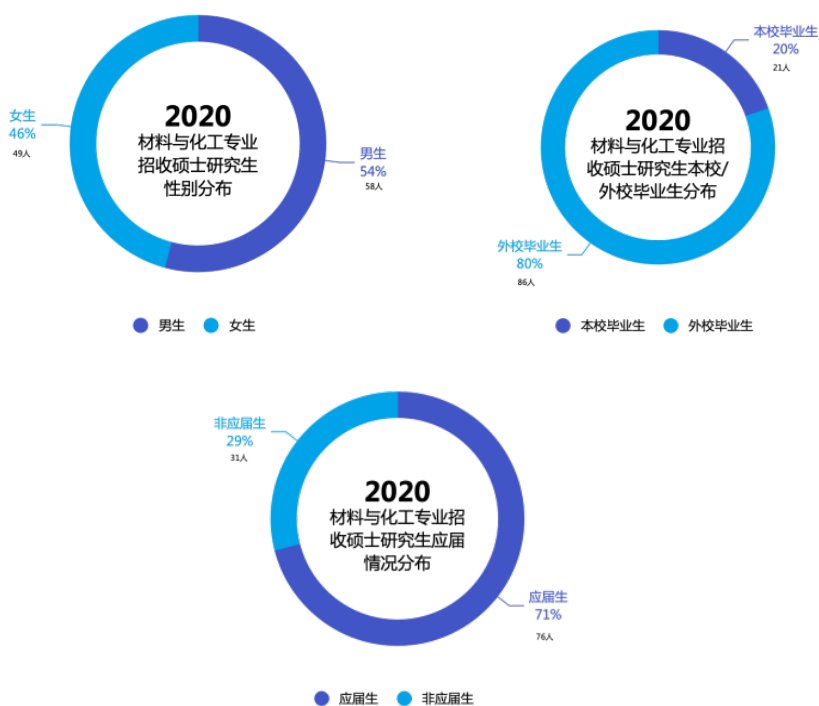 2020
材料与化工专业
招收硕士研究生
性别分布
女生
46%
49人
男生
54%
58人
男生
女生
2020
材料与化工专业招
收硕士研究生本校/
外校毕业生分布
本校毕业生
20%
21人
外校毕业生
80%
86人
本校毕业生
外校毕业生
2020
材料与化工专业招
收硕士研究生应届
情况分布
非应届生
29%
31人
应届生
71%
76人
应届生
非应届生